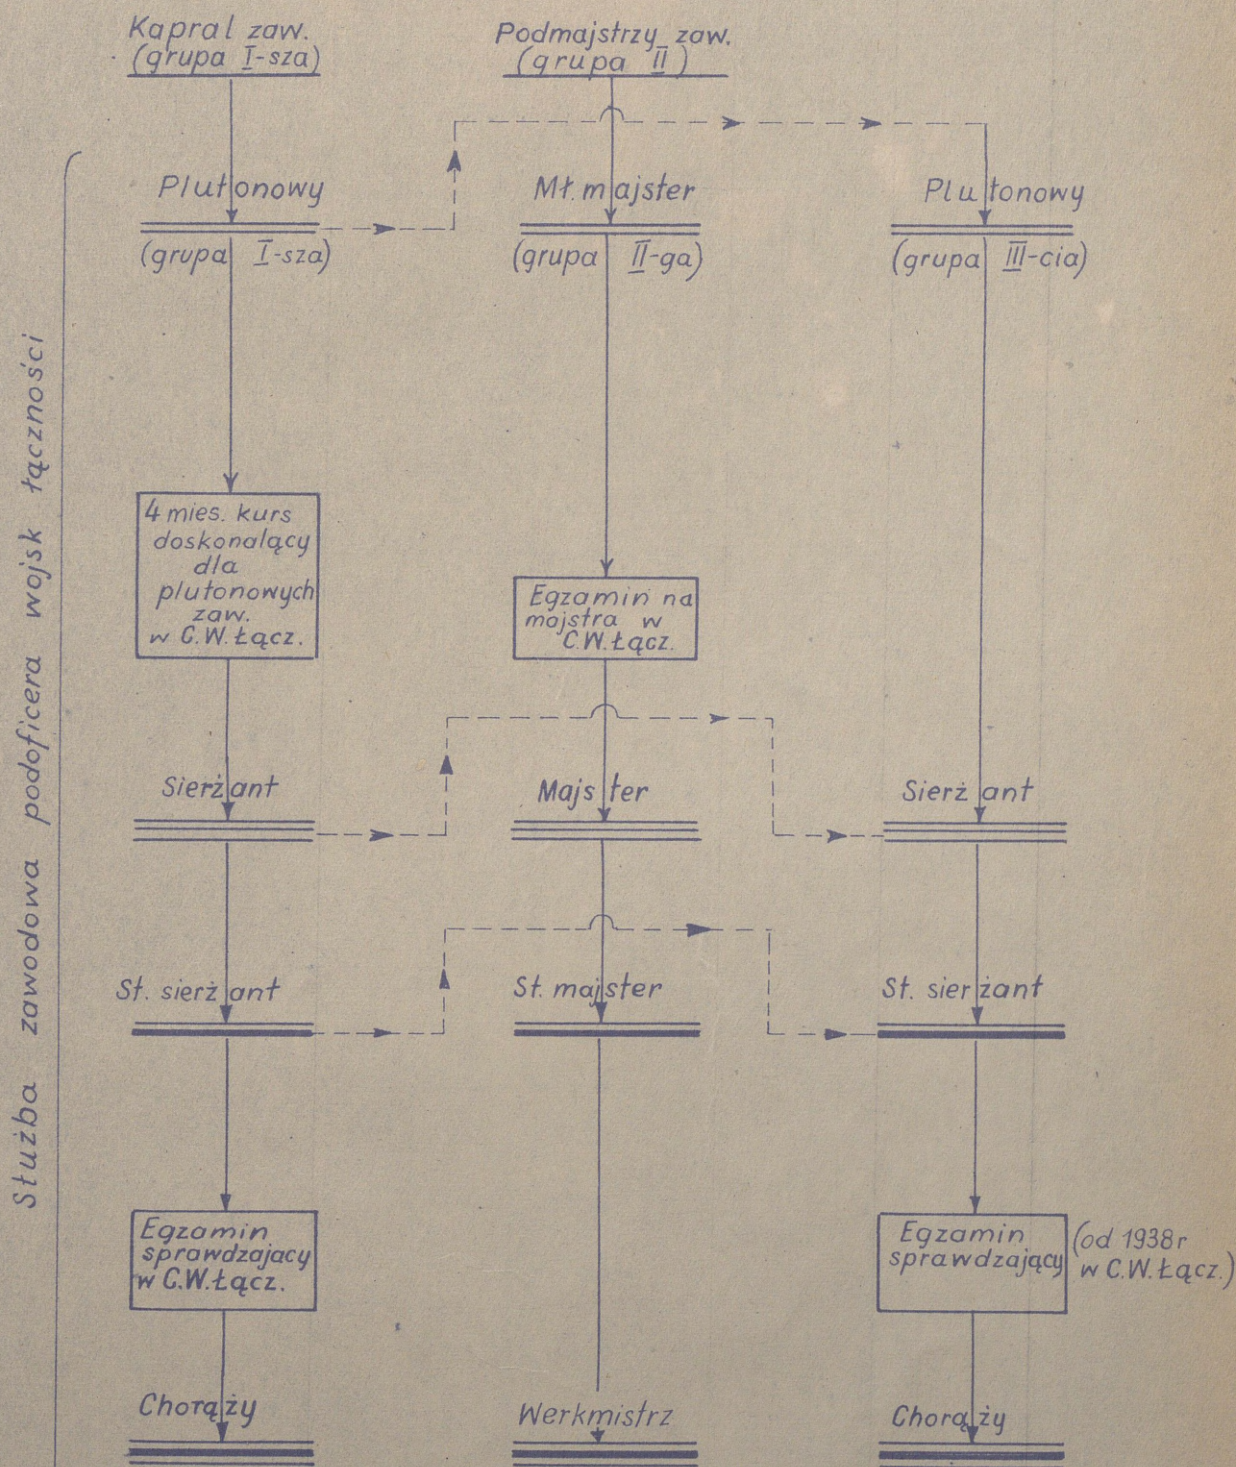 Kapral zaw.
(grupa I-sza)
Podmajstrzy zaw.
(grupa II)
Plutonowy
(grupa I-sza)
Mł. majster
(grupa II-ga)
Plutonowy
(grupa III-cia)
Służba zawodowa podoficera wojsk łączności
4 mies. kurs
doskonalący
dla
plutonowych
zaw.
w C.W.Łącz.
Egzamin na
majstra w
C.W.Łącz.
Sierżant
Majster
Sierżant
St. sierżant
St. majster
St. sierżant
Egzamin
sprawdzajacy
w C.W.Łącz.
Egzamin
sprawdzający
(od 1938r
w C.W.Łącz.)
Chorąży
Werkmistrz
Chorąży